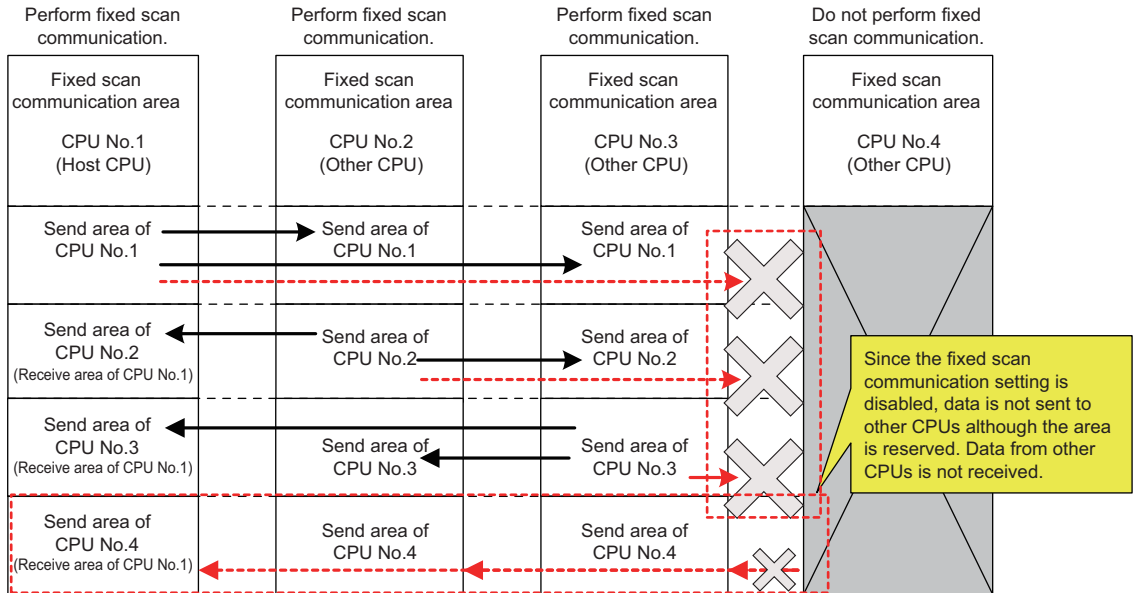 Perform fixed scan
communication.
Perform fixed scan
communication.
Perform fixed scan
communication.
Do not perform fixed
scan communication.
Fixed scan
communication area
CPU No.1
(Host CPU)
Fixed scan
communication area
CPU No.2
(Other CPU)
Fixed scan
communication area
CPU No.3
(Other CPU)
Fixed scan
communication area
CPU No.4
(Other CPU)
Send area of
CPU No.1
Send area of
CPU No.1
Send area of
CPU No.1
Send area of
CPU No.2
(Receive area of CPU No.1)
Send area of
CPU No.2
Send area of
CPU No.2
Send area of
CPU No.3
(Receive area of CPU No.1)
Send area of
CPU No.3
Send area of
CPU No.3
Send area of
CPU No.4
(Receive area of CPU No.1)
Send area of
CPU No.4
Send area of
CPU No.4
Since the fixed scan
communication setting is
disabled, data is not sent to
other CPUs although the area
is reserved. Data from other
CPUs is not received.